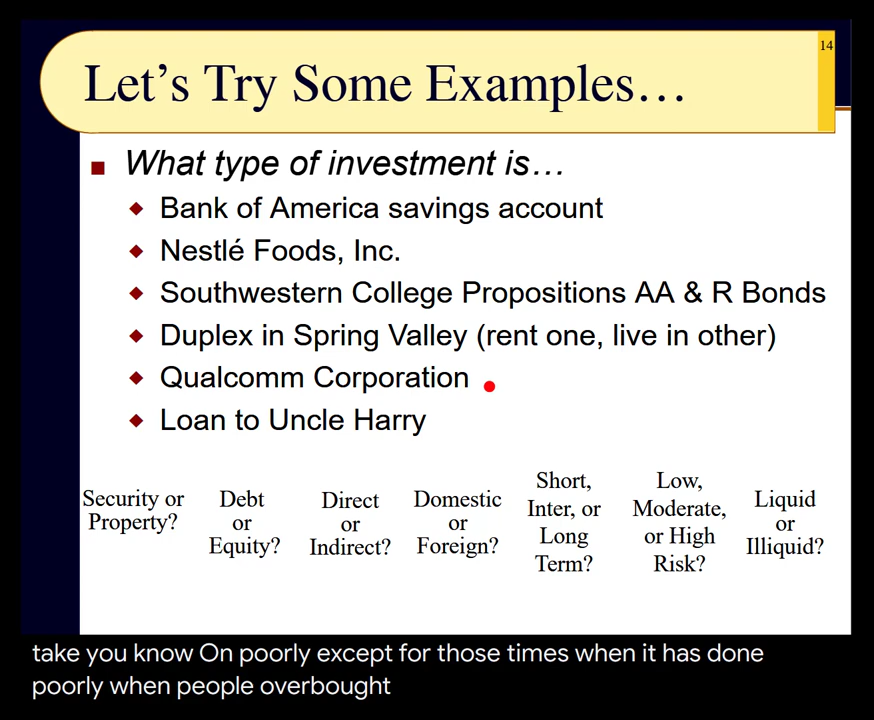 14
Let's Try Some Examples…
What type of investment is…
Bank of America savings account
Nestlé Foods, Inc.
Southwestern College Propositions AA & R Bonds
Duplex in Spring Valley (rent one, live in other)
Qualcomm Corporation
Loan to Uncle Harry
Security or
Property?
Debt
or
Equity?
Direct
or
Indirect?
Domestic
or
Foreign?
Short,
Inter, or
Long
Term?
Low,
Moderate,
or High
Risk?
Liquid
or
Illiquid?
take you know On poorly except for those times when it has done
poorly when people overbought